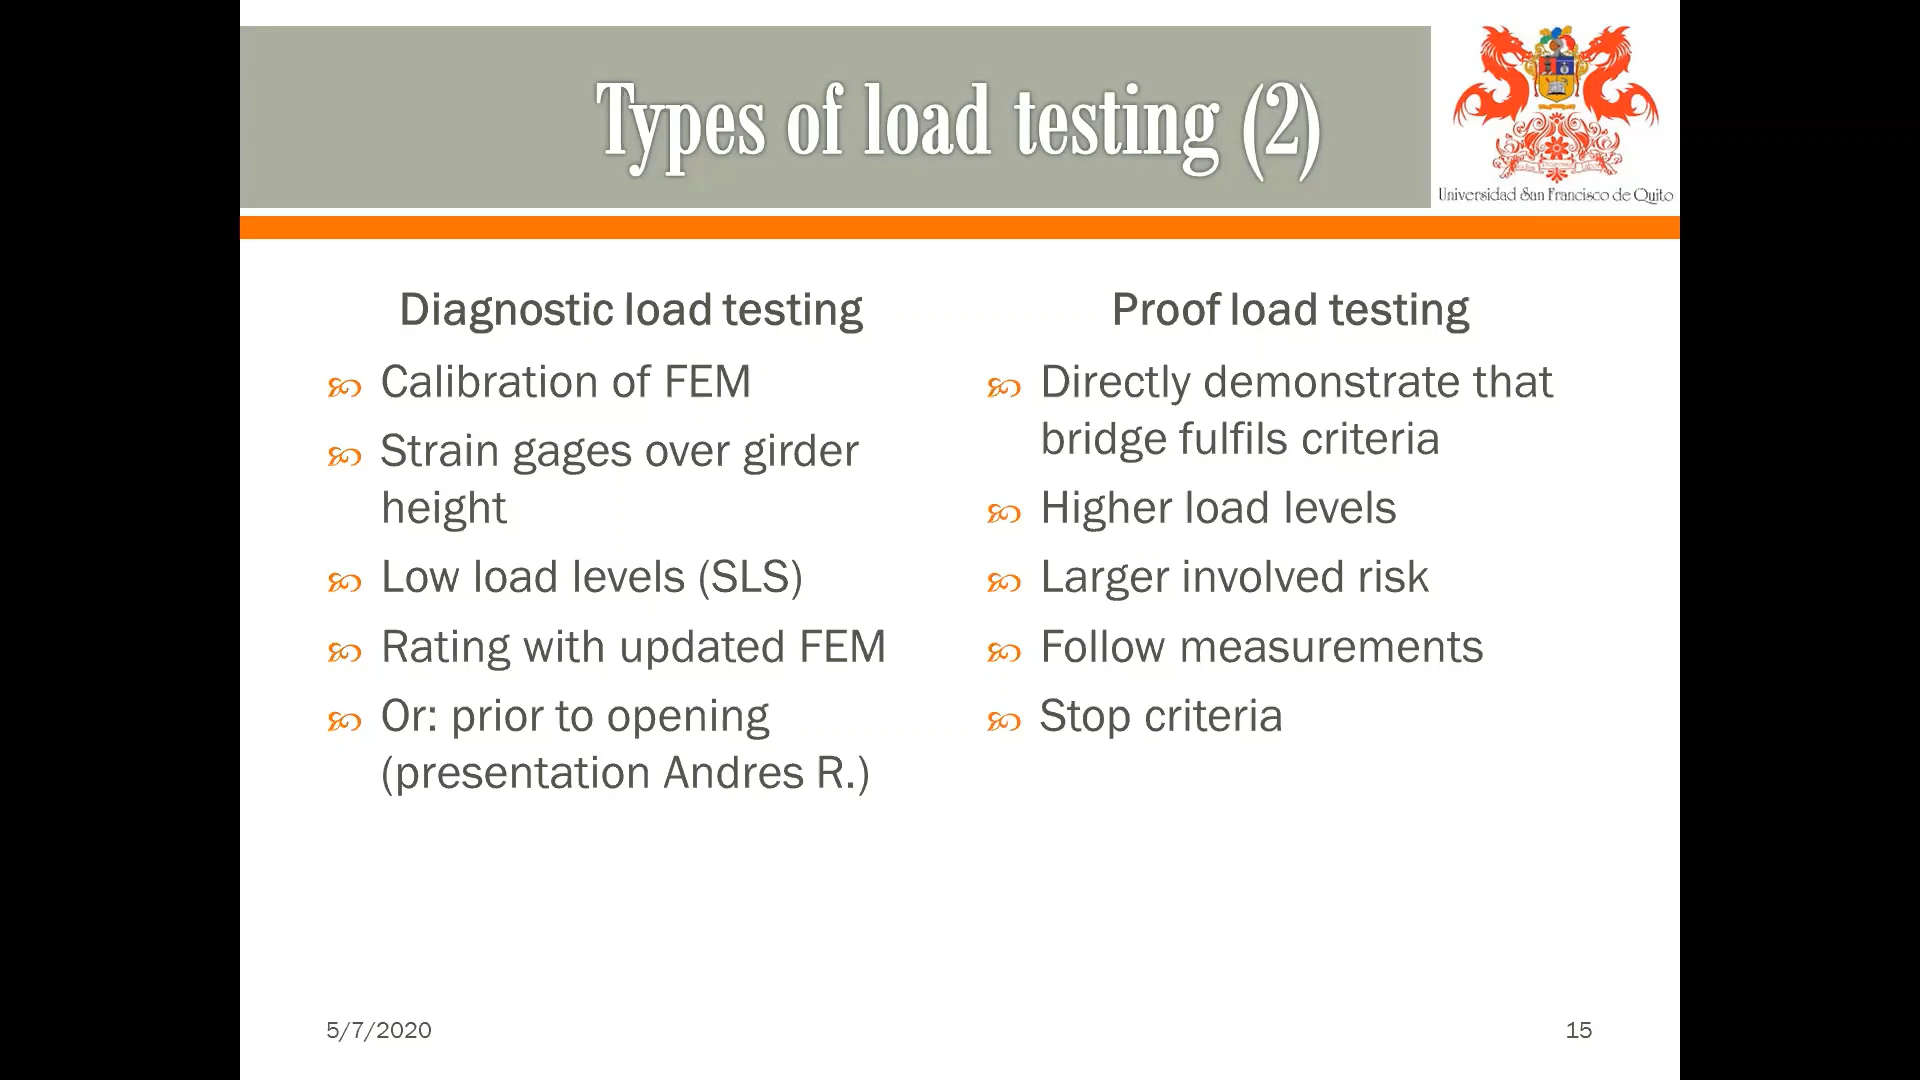 Types of load testing (2)
Universidad San Francisco de Quito
Diagnostic load testing
Calibration of FEM
Strain gages over girder
height
Low load levels (SLS)
Rating with updated FEM
Or: prior to opening
(presentation Andres R.)
Proof load testing
Directly demonstrate that
bridge fulfils criteria
Higher load levels
Larger involved risk
Follow measurements
Stop criteria
5/7/2020
15